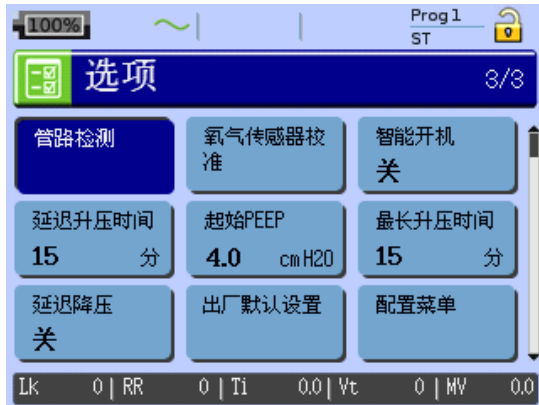 100% Prog1
ST
选项 3/3
管路检测 氧气传感器校 智能开机
准 关
延迟升压时间 起始PEEP 最长升压时间
15 分 4.0 cmH2O 15 分
延迟降压 出厂默认设置 配置菜单
关
Lk 0| RR 0 | Ti 0.0| Vt 0 | MV 0.0